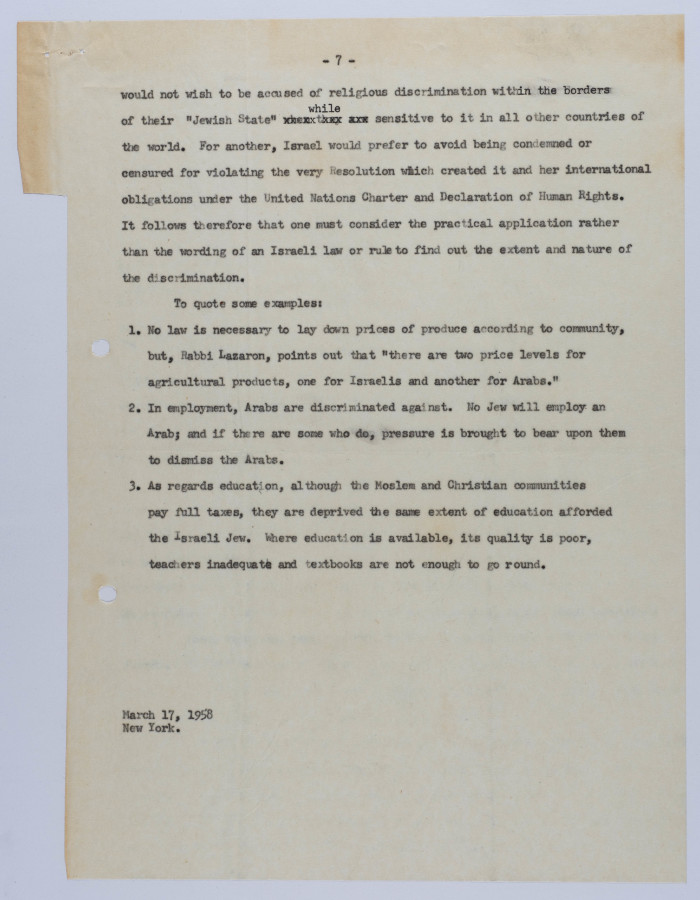 - 7 -
would not wish to be accused of religious discrimination within the borders
while
of their "Jewish State" sensitive to it in all other countries of
the world. For another, Israel would prefer to avoid being condemned or
censured for violating the very Resolution which created it and her international
obligations under the United Nations Charter and Declaration of Human Rights.
It follows therefore that one must consider the practical application rather
than the wording of an Israeli law or rule to find out the extent and nature of
the discrimination.
To quote some examples:
1. No law is necessary to lay down prices of produce according to community,
but, Rabbi Lazaron, points out that "there are two price levels for
agricultural products, one for Israelis and another for Arabs."
2. In employment, Arabs are discriminated against. No Jew will employ an
Arab; and if there are some who do, pressure is brought to bear upon them
to dismiss the Arabs.
3. As regards education, although the Moslem and Christian communities
pay full taxes, they are deprived the same extent of education afforded
the Israeli Jew. Where education is available, its quality is poor,
teachers inadequate and textbooks are not enough to go round.
March 17, 1958
New York.